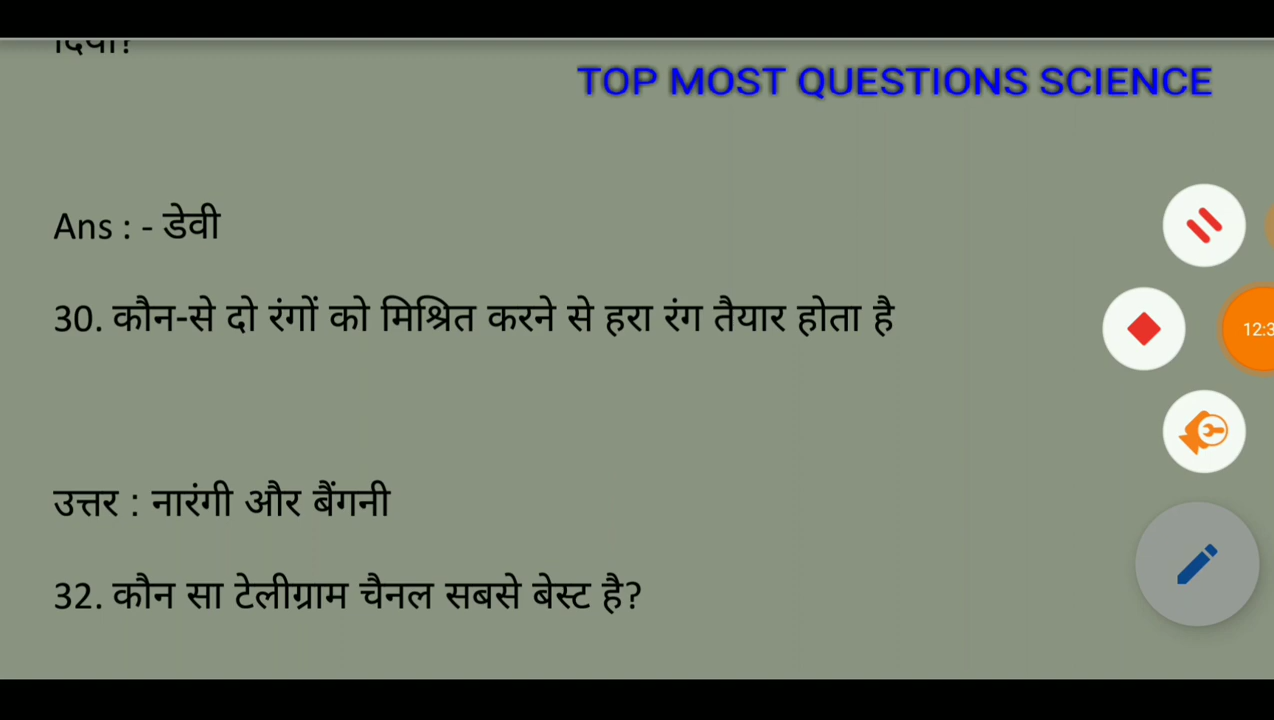 TOP MOST QUESTIONS SCIENCE
Ans : - डेवी
30. कौन-से दो रंगों को मिश्रित करने से हरा रंग तैयार होता है
उत्तर : नारंगी और बैंगनी
32. कौन सा टेलीग्राम चैनल सबसे बेस्ट है?